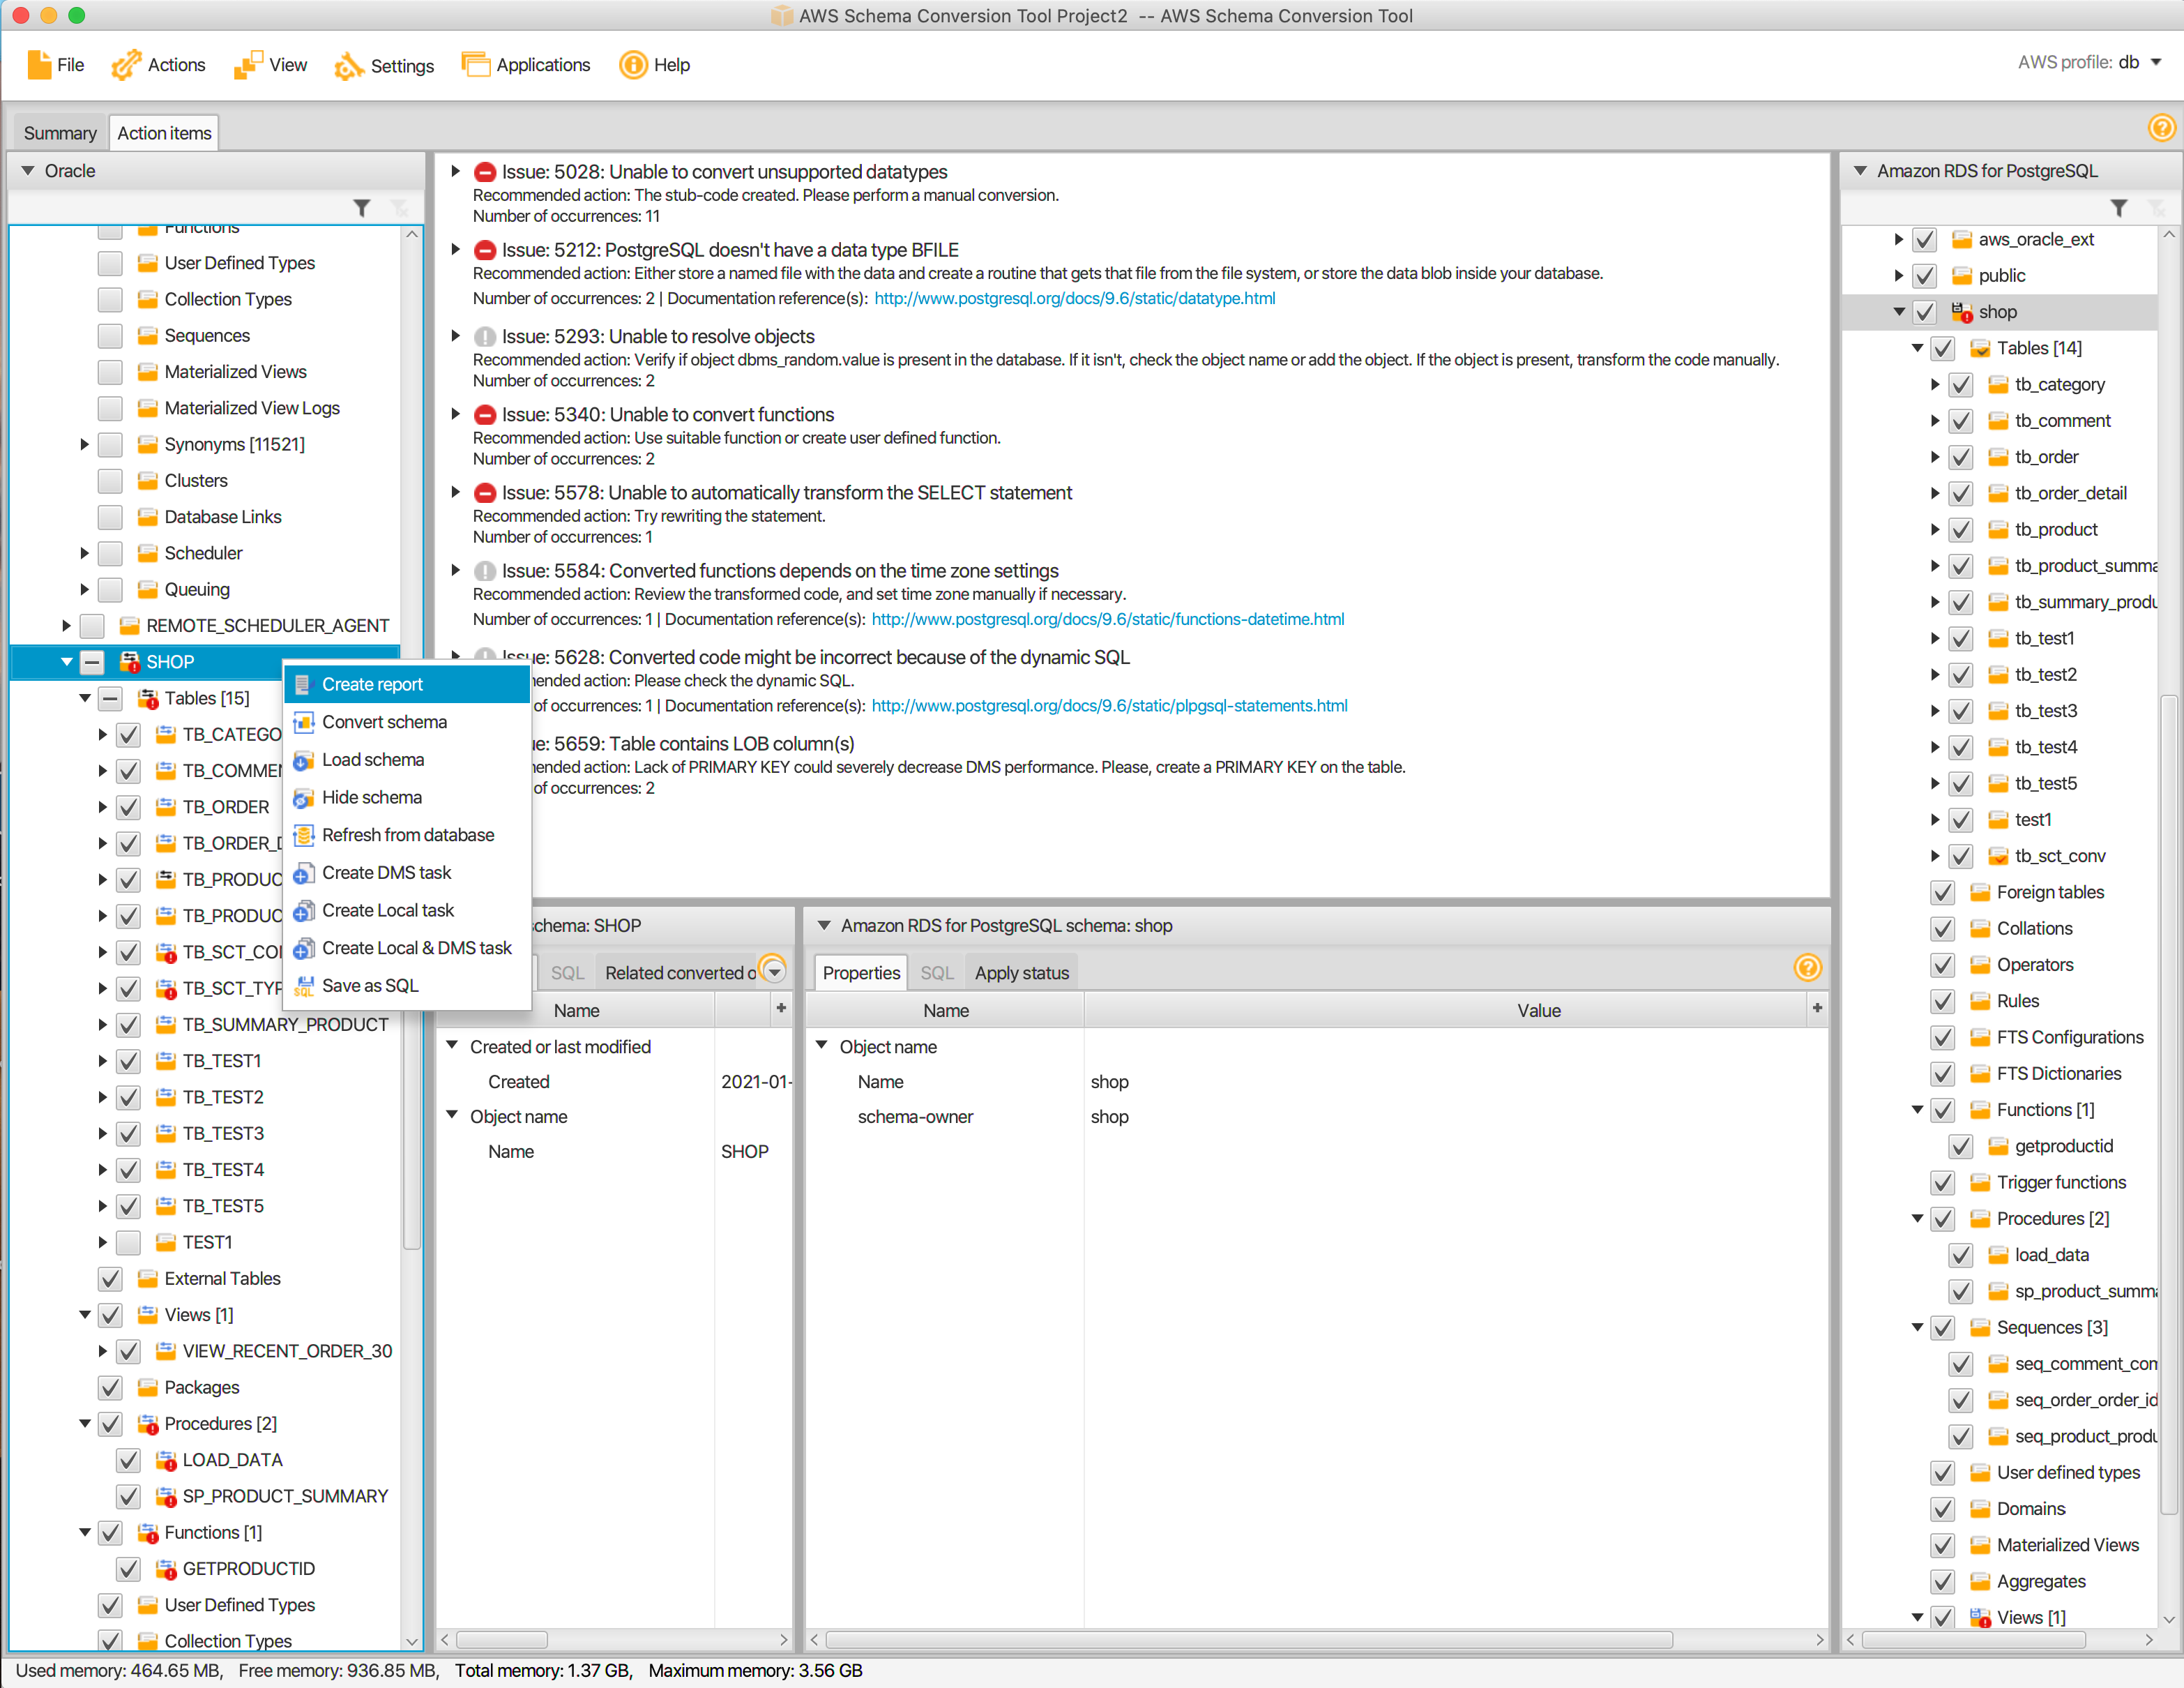 AWS Schema Conversion Tool Project2 -- AWS Schema Conversion Tool
File Actions View Settings Applications Help
AWS profile: db
Summary Action items
Oracle
Functions
User Defined Types
Collection Types
Sequences
Materialized Views
Materialized View Logs
Synonyms [11521]
Clusters
Database Links
Scheduler
Queuing
REMOTE_SCHEDULER_AGENT
SHOP
Tables [15]
TB_CATEGO
TB_COMMEN
TB_ORDER
TB_ORDER_D
TB_PRODUC
TB_PRODUC
TB_SCT_CO
TB_SCT_TYP
TB_SUMMARY_PRODUCT
TB_TEST1
TB_TEST2
TB_TEST3
TB_TEST4
TB_TEST5
TEST1
External Tables
Views [1]
VIEW_RECENT_ORDER_30
Packages
Procedures [2]
LOAD_DATA
SP_PRODUCT_SUMMARY
Functions [1]
GETPRODUCTID
User Defined Types
Collection Types
Create report
Convert schema
Load schema
Hide schema
Refresh from database
Create DMS task
Create Local task
Create Local & DMS task
Save as SQL
Issue: 5028: Unable to convert unsupported datatypes
Recommended action: The stub-code created. Please perform a manual conversion.
Number of occurrences: 11
Issue: 5212: PostgreSQL doesn't have a data type BFILE
Recommended action: Either store a named file with the data and create a routine that gets that file from the file system, or store the data blob inside your database.
Number of occurrences: 2 | Documentation reference(s): http://www.postgresql.org/docs/9.6/static/datatype.html
Issue: 5293: Unable to resolve objects
Recommended action: Verify if object dbms_random.value is present in the database. If it isn't, check the object name or add the object. If the object is present, transform the code manually.
Number of occurrences: 2
Issue: 5340: Unable to convert functions
Recommended action: Use suitable function or create user defined function.
Number of occurrences: 2
Issue: 5578: Unable to automatically transform the SELECT statement
Recommended action: Try rewriting the statement.
Number of occurrences: 1
Issue: 5584: Converted functions depends on the time zone settings
Recommended action: Review the transformed code, and set time zone manually if necessary.
Number of occurrences: 1 | Documentation reference(s): http://www.postgresql.org/docs/9.6/static/functions-datetime.html
Issue: 5628: Converted code might be incorrect because of the dynamic SQL
ended action: Please check the dynamic SQL.
of occurrences: 1 | Documentation reference(s): http://www.postgresql.org/docs/9.6/static/plpgsql-statements.html
ue: 5659: Table contains LOB column(s)
ended action: Lack of PRIMARY KEY could severely decrease DMS performance. Please, create a PRIMARY KEY on the table.
of occurrences: 2
schema: SHOP
SQL Related converted o
Name
Created or last modified
Created 2021-01-
Object name
Name SHOP
Amazon RDS for PostgreSQL schema: shop
Properties SQL Apply status
Name Value
Object name
Name shop
schema-owner shop
Amazon RDS for PostgreSQL
aws_oracle_ext
public
shop
Tables [14]
tb_category
tb_comment
tb_order
tb_order_detail
tb_product
tb_product_summa
tb_summary_produ
tb_test1
tb_test2
tb_test3
tb_test4
tb_test5
test1
tb_sct_conv
Foreign tables
Collations
Operators
Rules
FTS Configurations
FTS Dictionaries
Functions [1]
getproductid
Trigger functions
Procedures [2]
load_data
sp_product_summa
Sequences [3]
seq_comment_com
seq_order_order_id
seq_product_produ
User defined types
Domains
Materialized Views
Aggregates
Views [1]
Used memory: 464.65 MB, Free memory: 936.85 MB, Total memory: 1.37 GB, Maximum memory: 3.56 GB